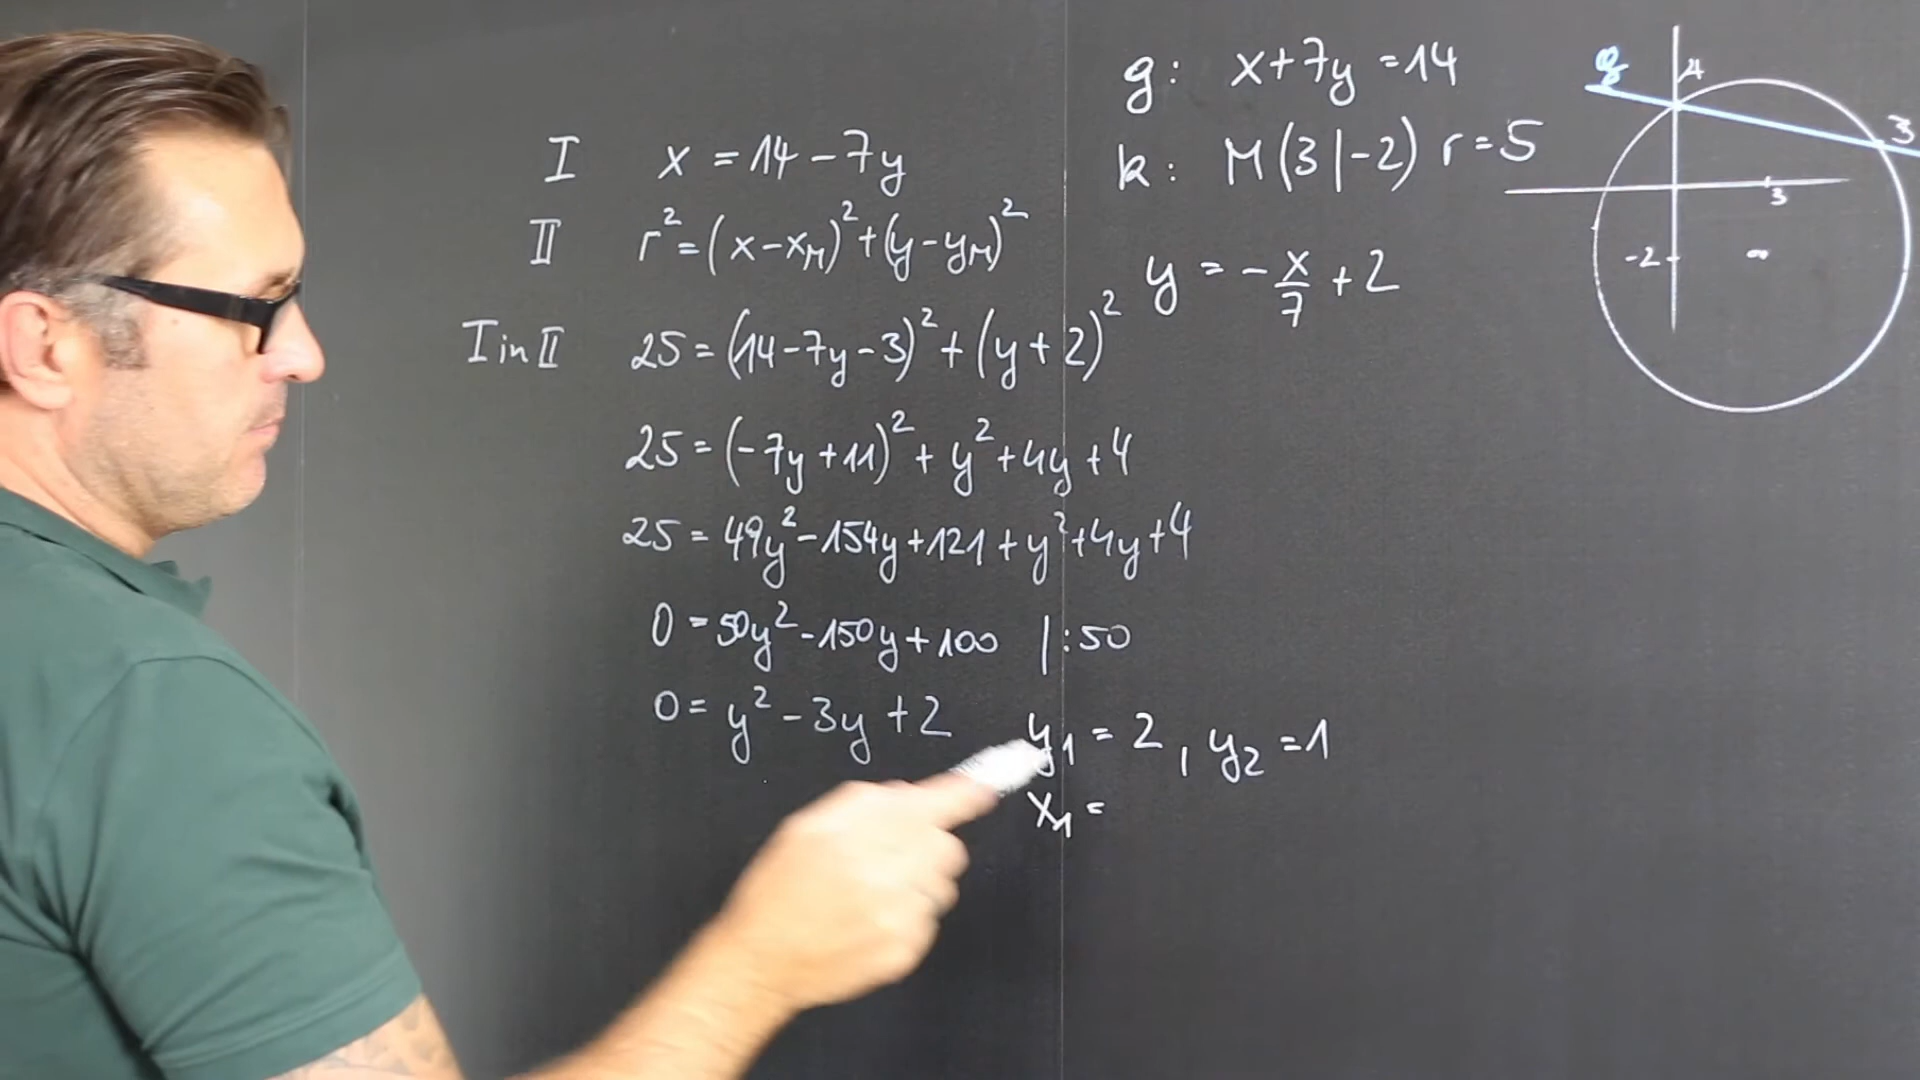 g: x+7y=14
k: M(3|-2) r=5
I x = 14-7y
II r²=(x-x_M)²+(y-y_M)²
y = -x/7 + 2
I in II 25=(14-7y-3)²+(y+2)²
25=(-7y+11)²+y²+4y+4
25=49y²-154y+121+y²+4y+4
0=50y²-150y+100 |:50
0=y²-3y+2
y₁=2, y₂=1
x₁=
g
3
3
-2